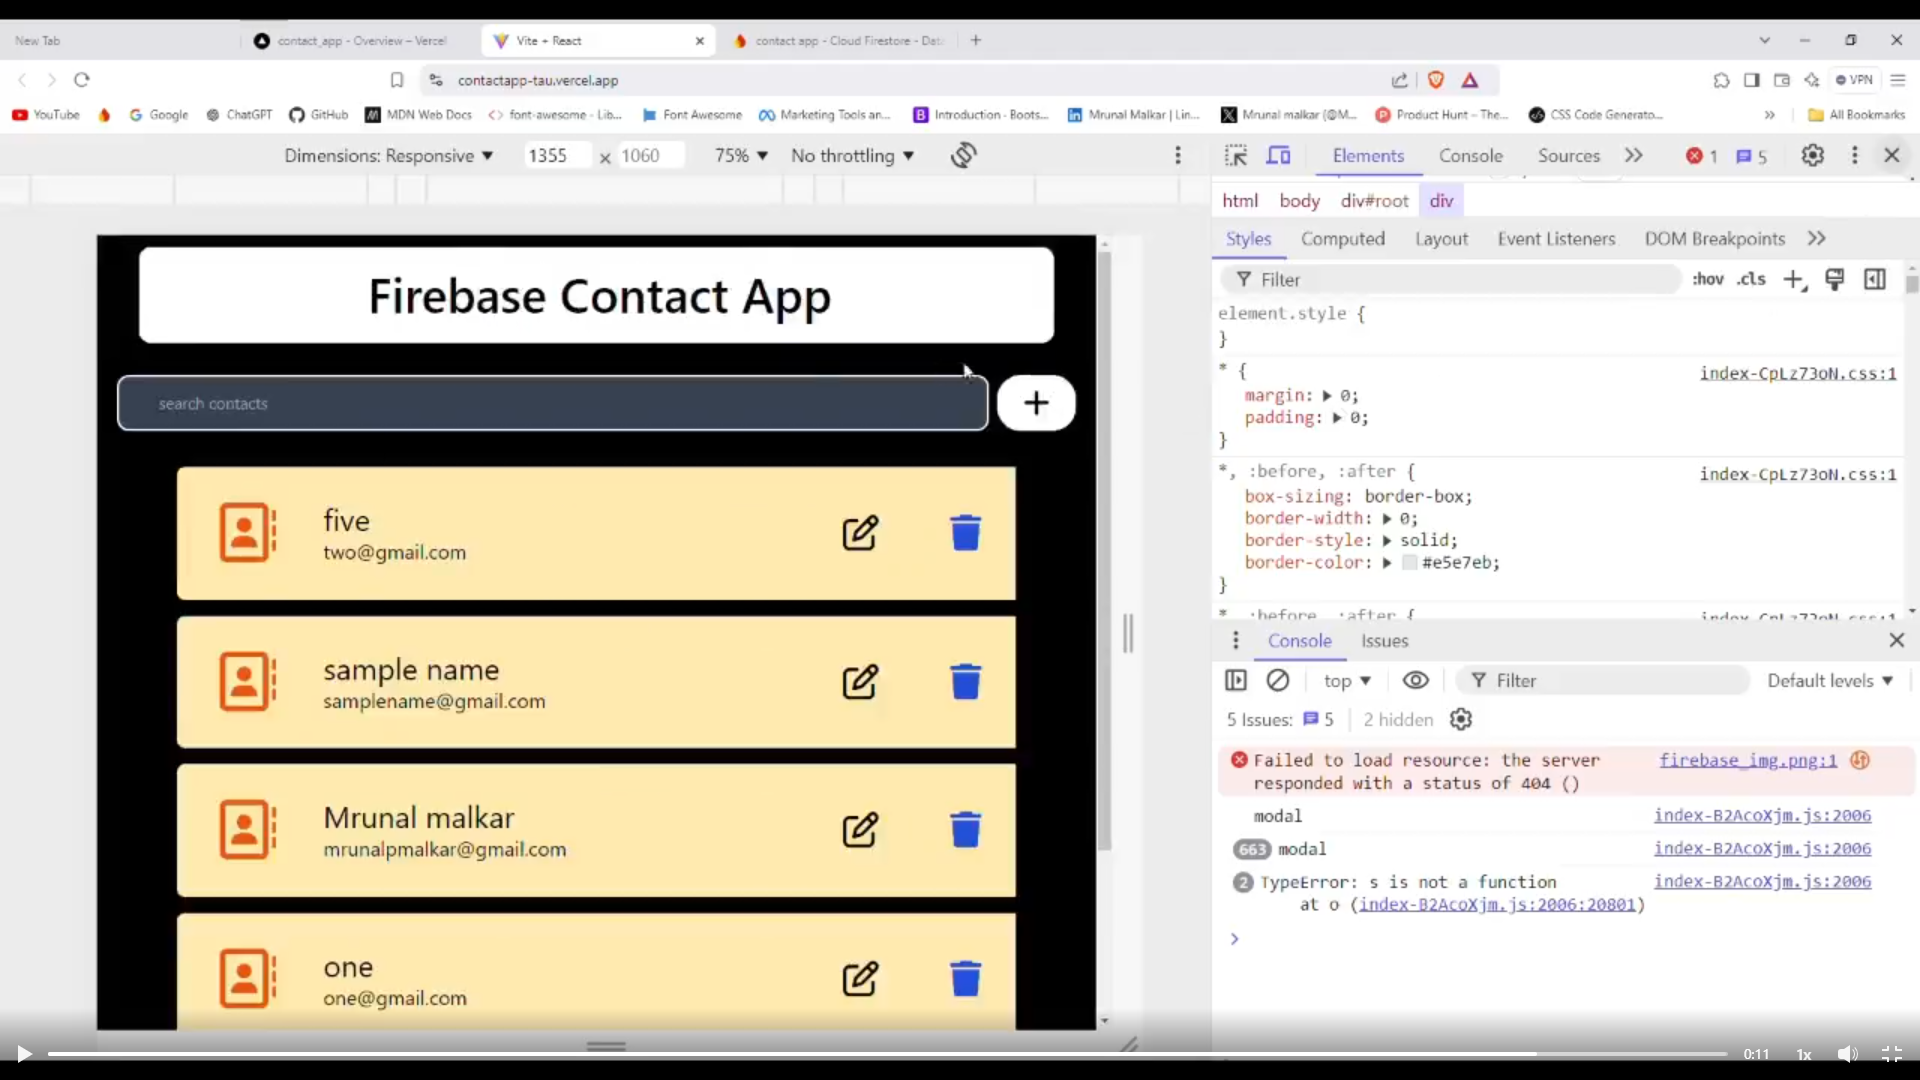 New Tab
contact_app - Overview – Vercel
Vite + React
contact app - Cloud Firestore - Dat
contactapp-tau.vercel.app
VPN
YouTube
Google
ChatGPT
GitHub
MDN Web Docs
font-awesome - Lib...
Font Awesome
Marketing Tools an...
Introduction · Boots...
Mrunal Malkar | Lin...
Mrunal malkar (@M...
Product Hunt – The...
CSS Code Generato...
All Bookmarks
Dimensions: Responsive
1355 x 1060
75%
No throttling
Elements
Console
Sources
1
5
html body div#root div
Styles
Computed
Layout
Event Listeners
DOM Breakpoints
Filter
:hov .cls
element.style {
}
* {
index-CpLz73oN.css:1
margin: 0;
padding: 0;
}
*, :before, :after {
index-CpLz73oN.css:1
box-sizing: border-box;
border-width: 0;
border-style: solid;
border-color: #e5e7eb;
}
*, :before, :after {
index-CpLz73oN.css:1
Firebase Contact App
search contacts
five
two@gmail.com
sample name
samplename@gmail.com
Mrunal malkar
mrunalpmalkar@gmail.com
one
one@gmail.com
Console
Issues
top
Filter
Default levels
5 Issues: 5
2 hidden
Failed to load resource: the server
responded with a status of 404 ()
firebase_img.png:1
modal
index-B2AcoXjm.js:2006
663 modal
index-B2AcoXjm.js:2006
2 TypeError: s is not a function
index-B2AcoXjm.js:2006
at o (index-B2AcoXjm.js:2006:20801)
0:11
1x